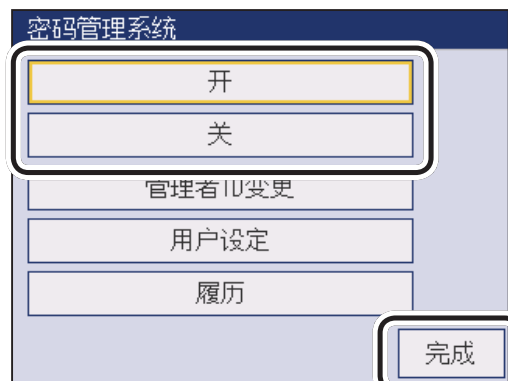 密码管理系统
开
关
管理者ID变更
用户设定
履历
完成